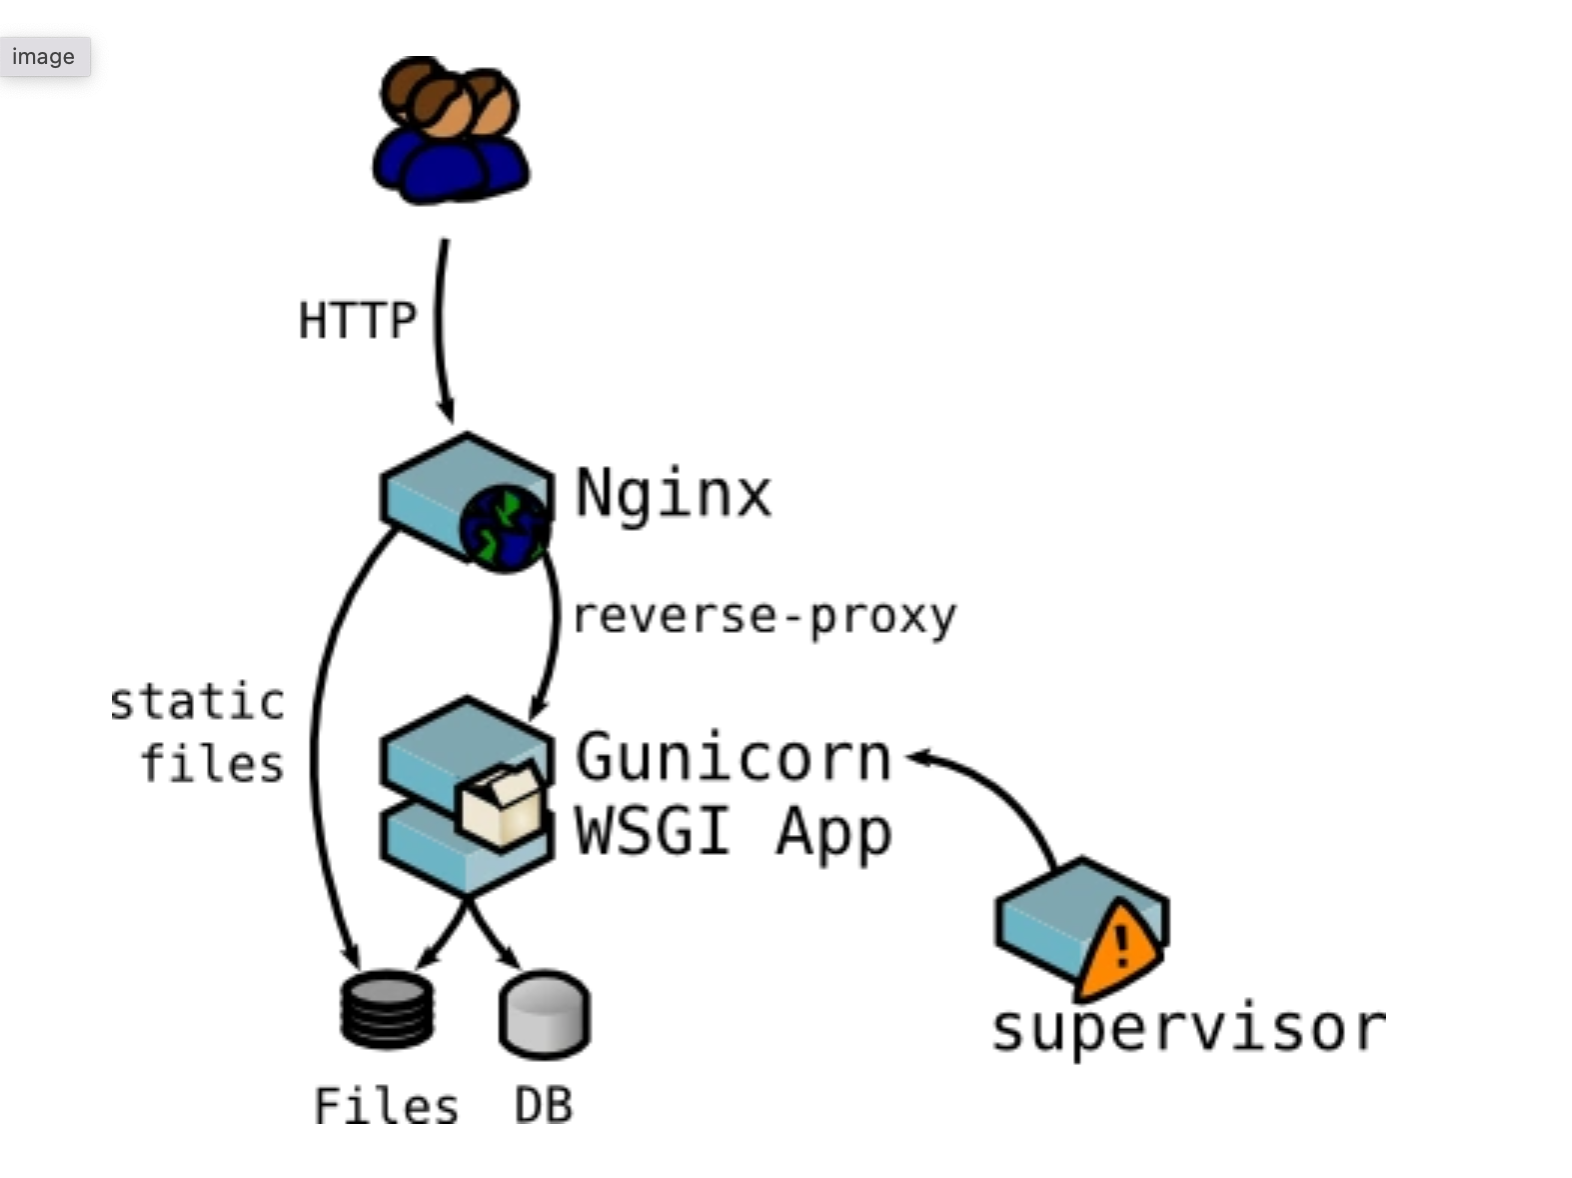 image
HTTP
Nginx
reverse-proxy
static
files
Gunicorn
WSGI App
supervisor
Files
DB